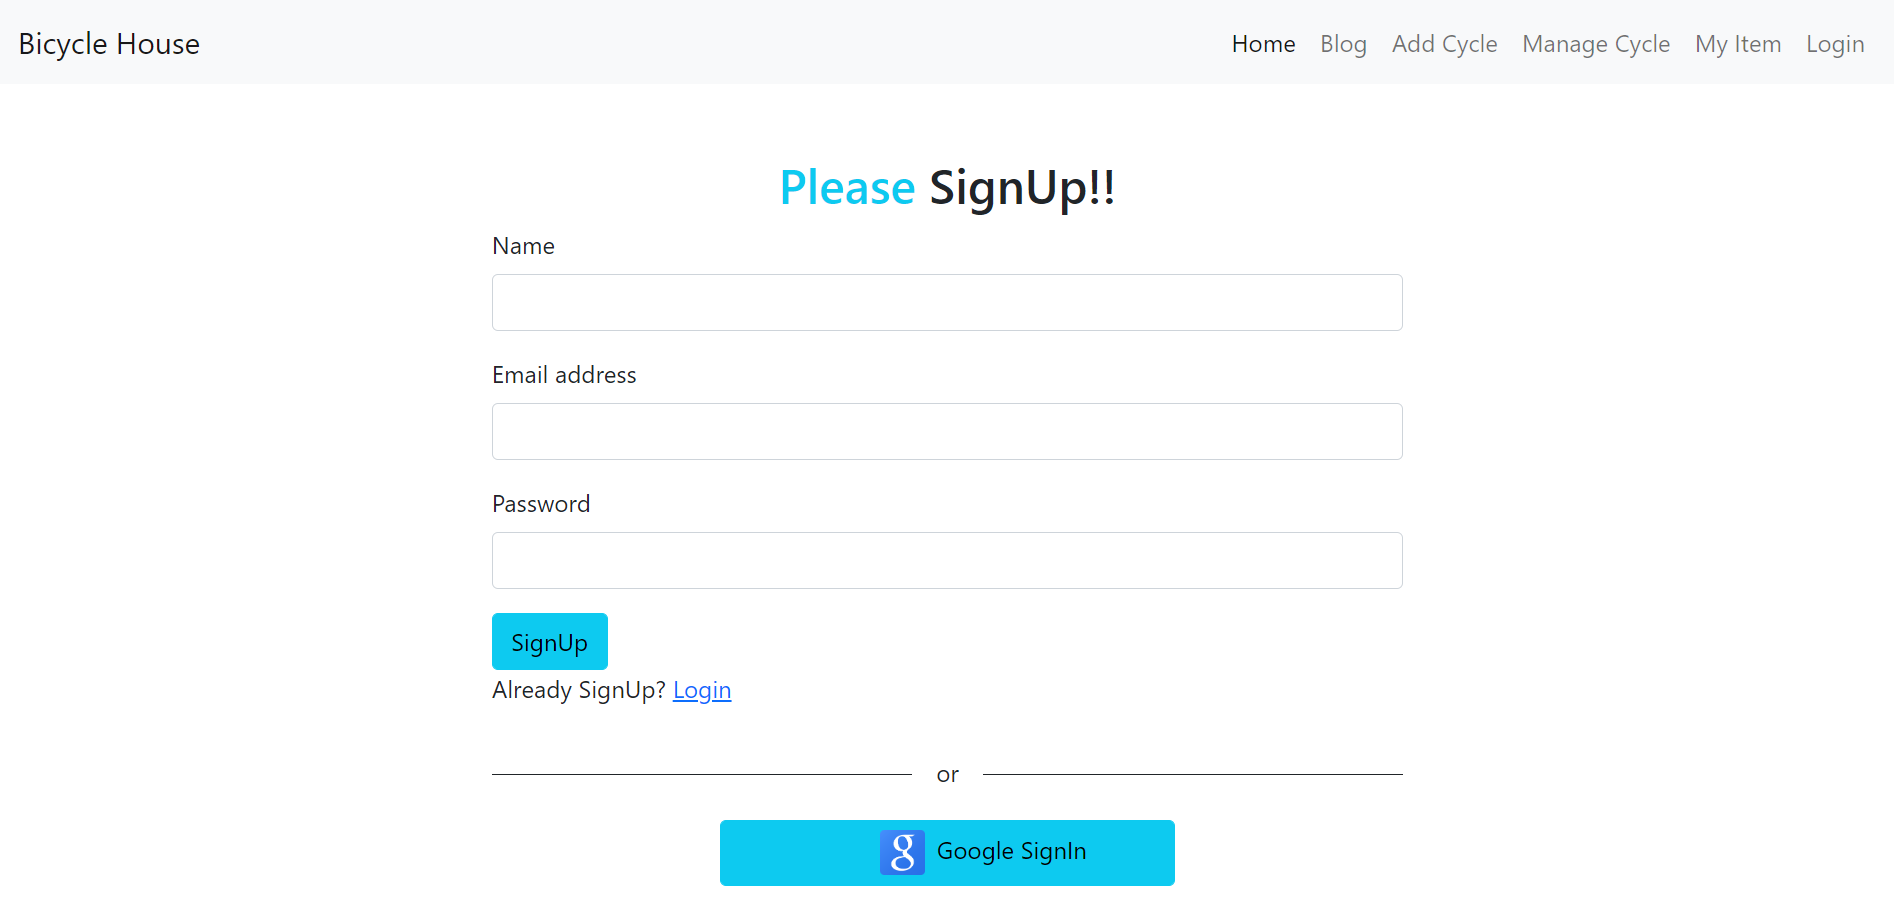 Bicycle House Home Blog Add Cycle Manage Cycle My Item Login
Please SignUp!!
Name
Email address
Password
SignUp
Already SignUp? Login
or
g Google SignIn